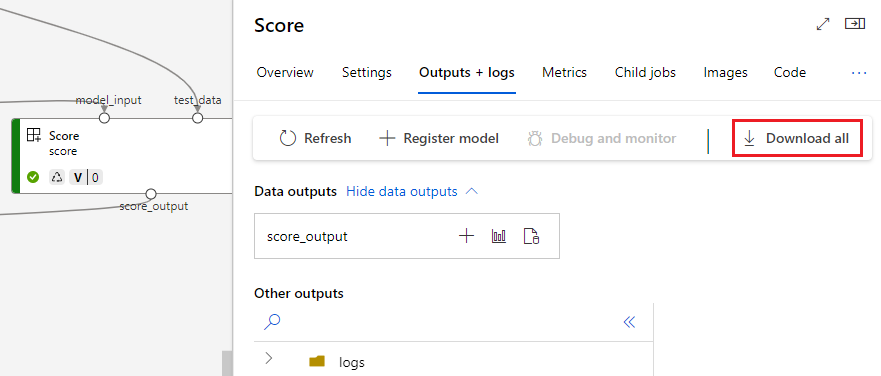 model_input test_data
Score
score
V 0
score_output
Score
Overview Settings Outputs + logs Metrics Child jobs Images Code ...
Refresh Register model Debug and monitor Download all
Data outputs Hide data outputs
score_output
Other outputs
logs